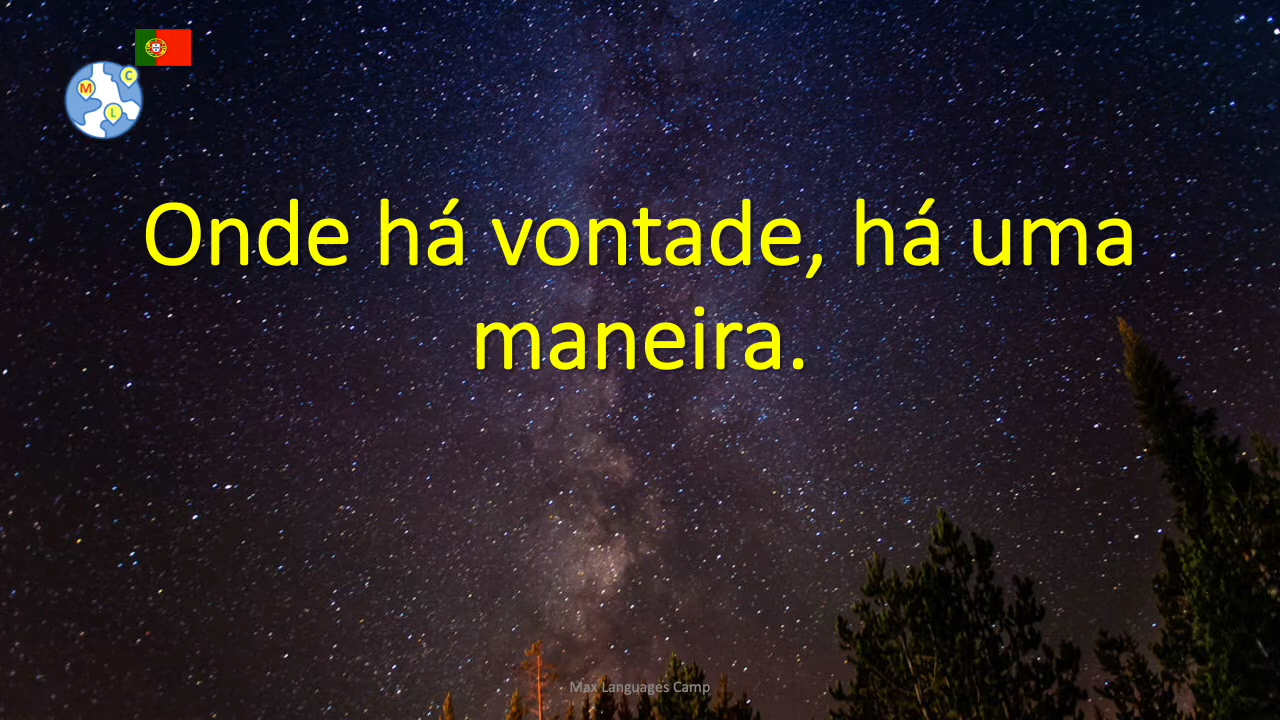 C
M
L
Onde há vontade, há uma
maneira.
Max Languages Camp